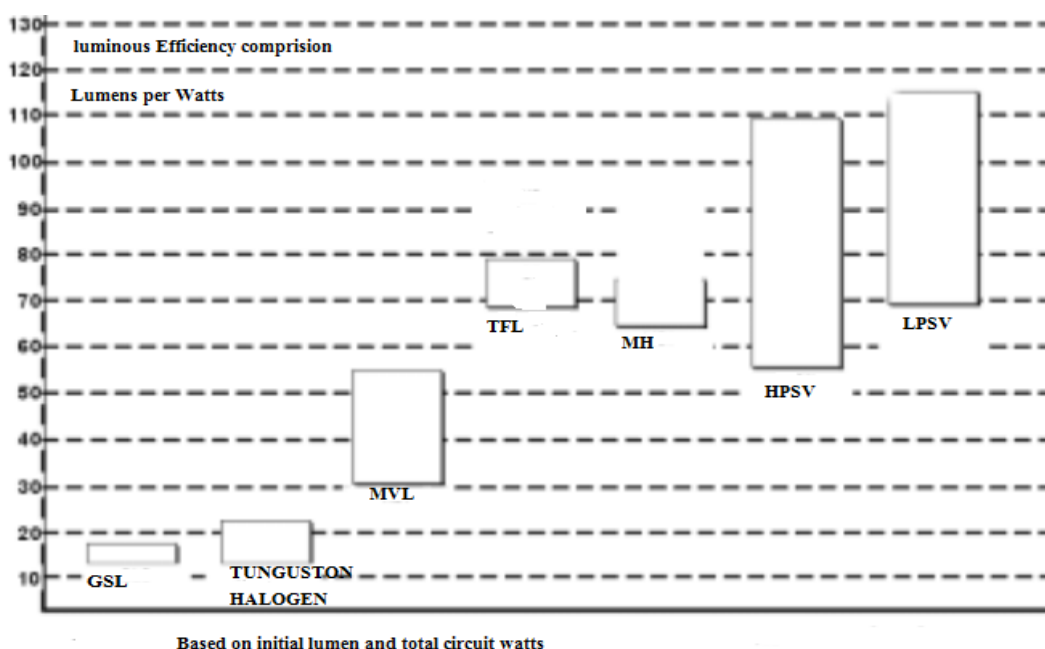 130
luminous Efficiency comprision
120
Lumens per Watts
110
100
90
80
70
TFL
LPSV
MH
60
HPSV
50
40
30
MVL
20
GSL
TUNGUSTON
HALOGEN
10
Based on initial lumen and total circuit watts